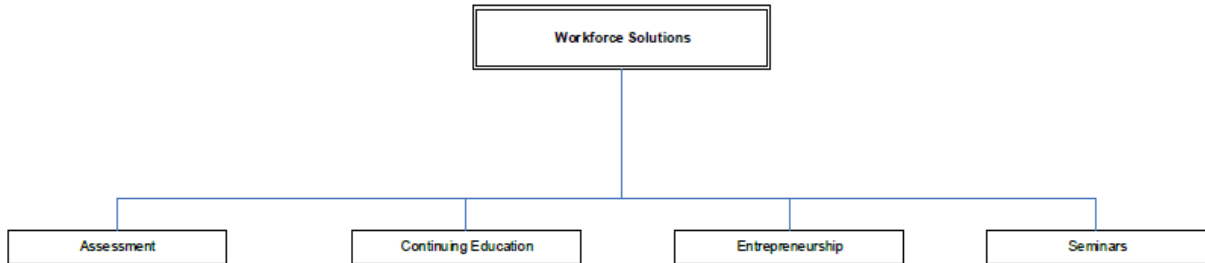 Workforce Solutions
Assessment
Continuing Education
Entrepreneurship
Seminars